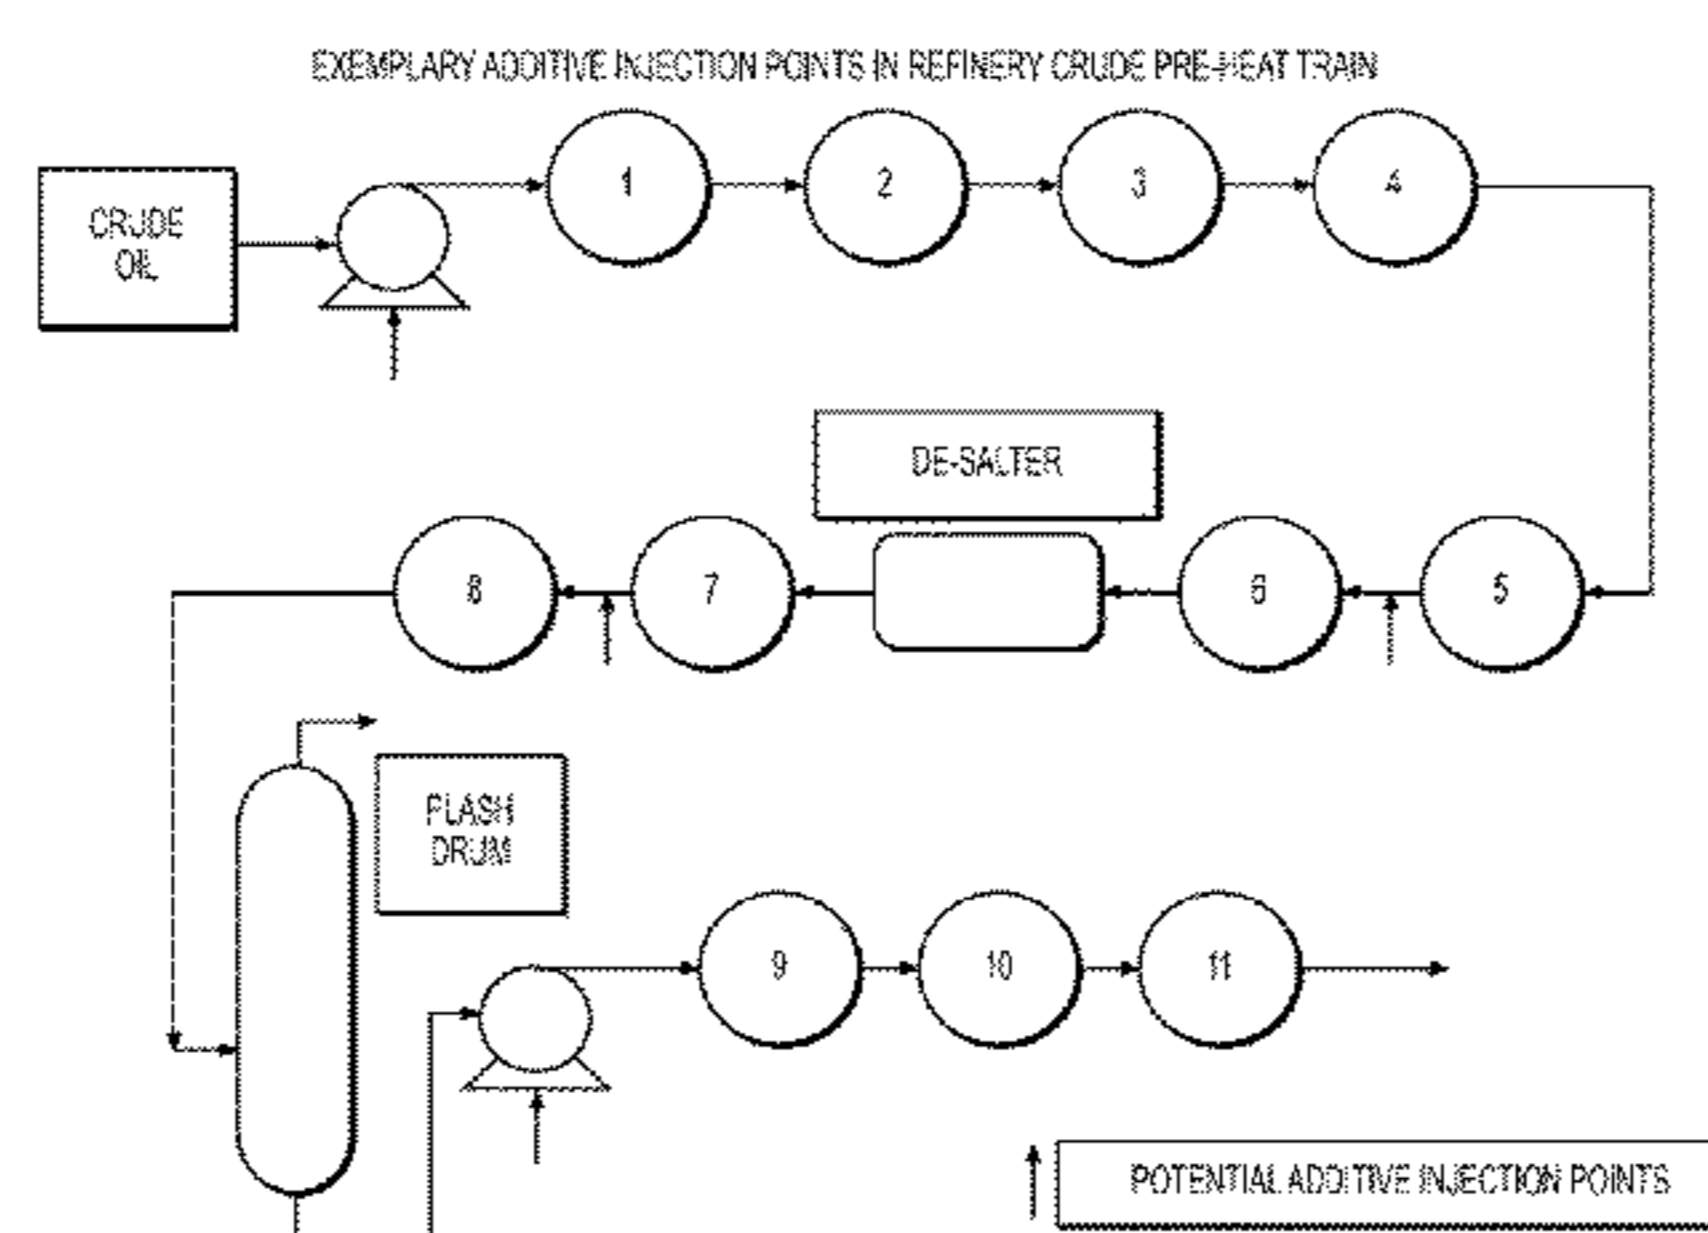 EXEMPLARY ADDITIVE INJECTION POINTS IN REFINERY CRUDE PRE-HEAT TRAIN
CRUDE
OIL
1
2
3
4
DE-SALTER
8
7
6
5
FLASH
DRUM
9
10
11
POTENTIAL ADDITIVE INJECTION POINTS